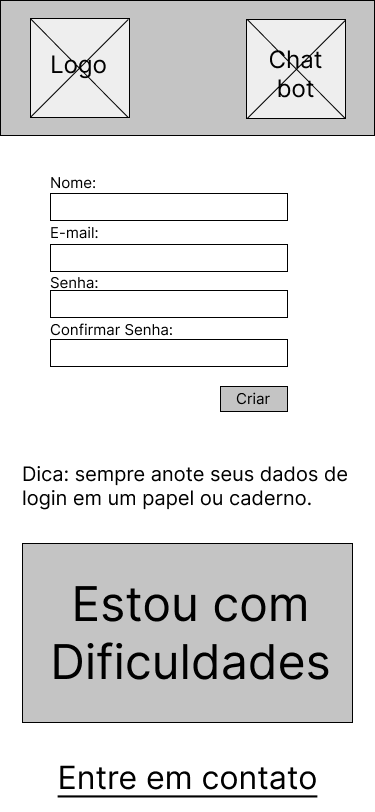 Logo
Chat
bot
Nome:
E-mail:
Senha:
Confirmar Senha:
Criar
Dica: sempre anote seus dados de
login em um papel ou caderno.
Estou com
Dificuldades
Entre em contato